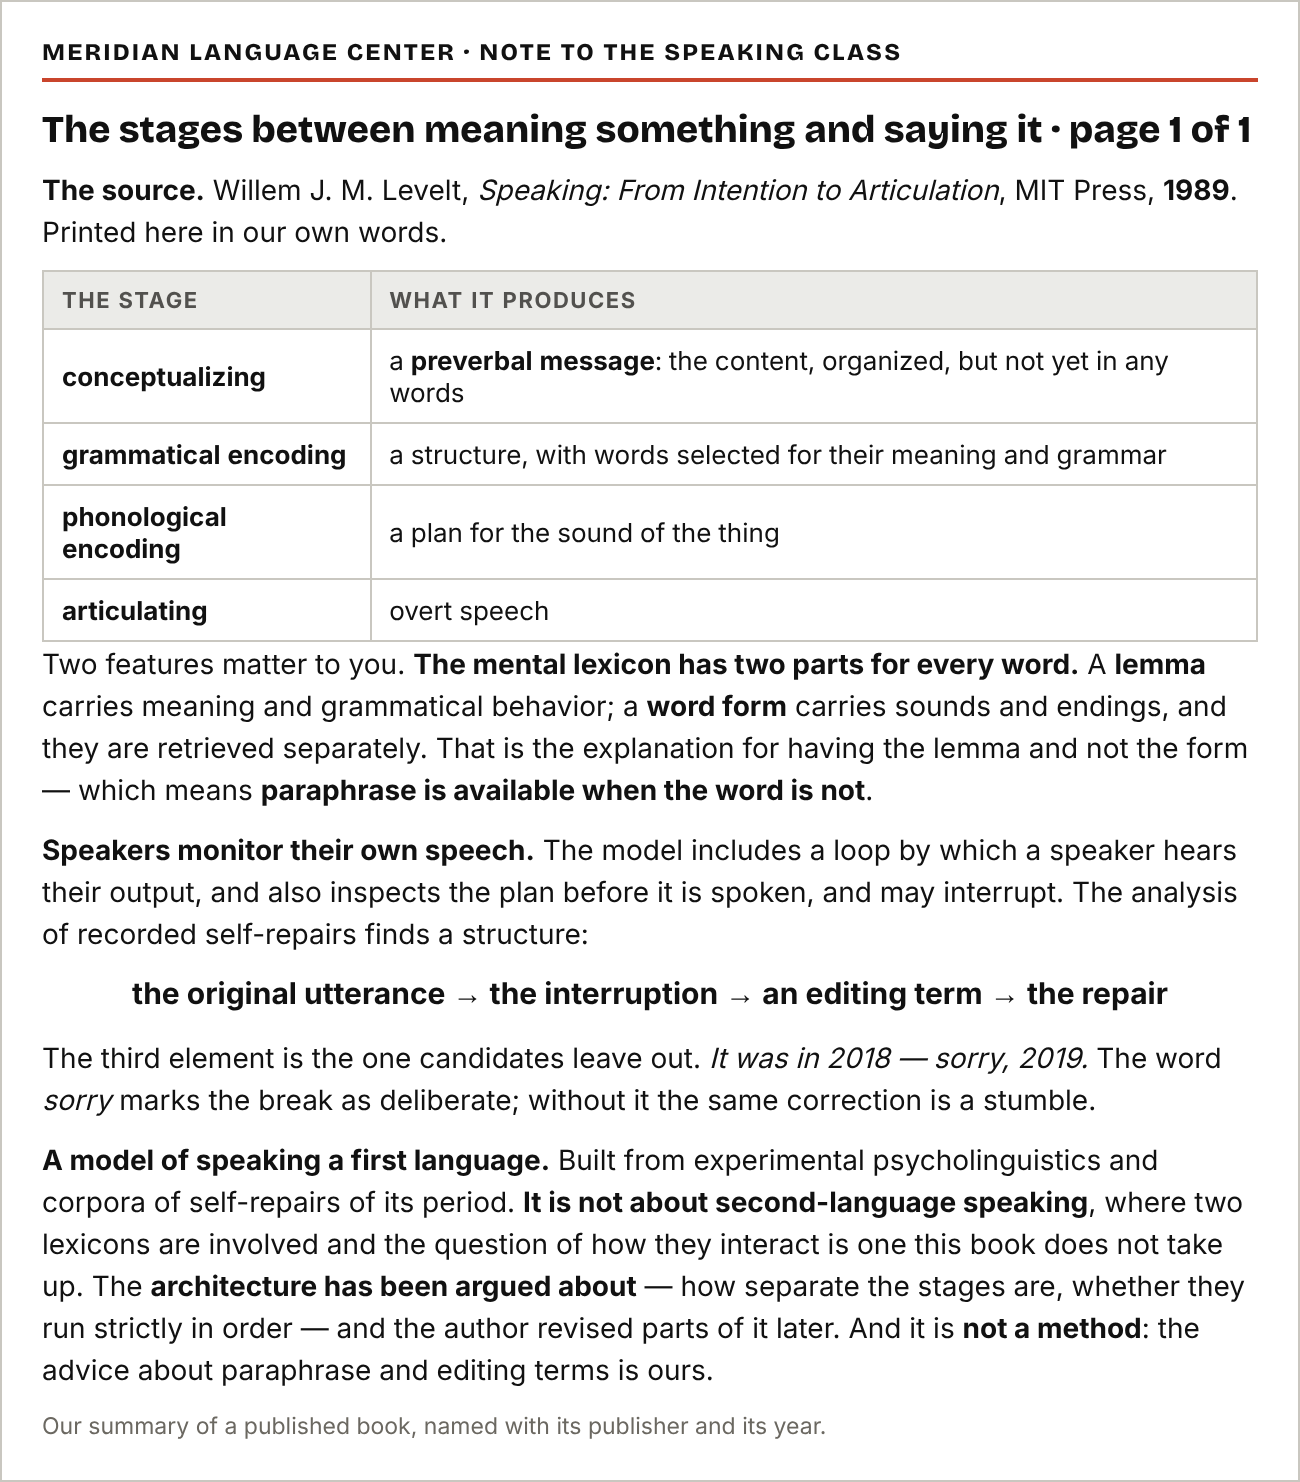 MERIDIAN LANGUAGE CENTER · NOTE TO THE SPEAKING CLASS
The stages between meaning something and saying it · page 1 of 1
The source. Willem J. M. Levelt, Speaking: From Intention to Articulation, MIT Press, 1989.
Printed here in our own words.
THE STAGE WHAT IT PRODUCES
conceptualizing a preverbal message: the content, organized, but not yet in any
words
grammatical encoding a structure, with words selected for their meaning and grammar
phonological
encoding a plan for the sound of the thing
articulating overt speech
Two features matter to you. The mental lexicon has two parts for every word. A lemma
carries meaning and grammatical behavior; a word form carries sounds and endings, and
they are retrieved separately. That is the explanation for having the lemma and not the form
— which means paraphrase is available when the word is not.
Speakers monitor their own speech. The model includes a loop by which a speaker hears
their output, and also inspects the plan before it is spoken, and may interrupt. The analysis
of recorded self-repairs finds a structure:
the original utterance → the interruption → an editing term → the repair
The third element is the one candidates leave out. It was in 2018 — sorry, 2019. The word
sorry marks the break as deliberate; without it the same correction is a stumble.
A model of speaking a first language. Built from experimental psycholinguistics and
corpora of self-repairs of its period. It is not about second-language speaking, where two
lexicons are involved and the question of how they interact is one this book does not take
up. The architecture has been argued about — how separate the stages are, whether they
run strictly in order — and the author revised parts of it later. And it is not a method: the
advice about paraphrase and editing terms is ours.
Our summary of a published book, named with its publisher and its year.